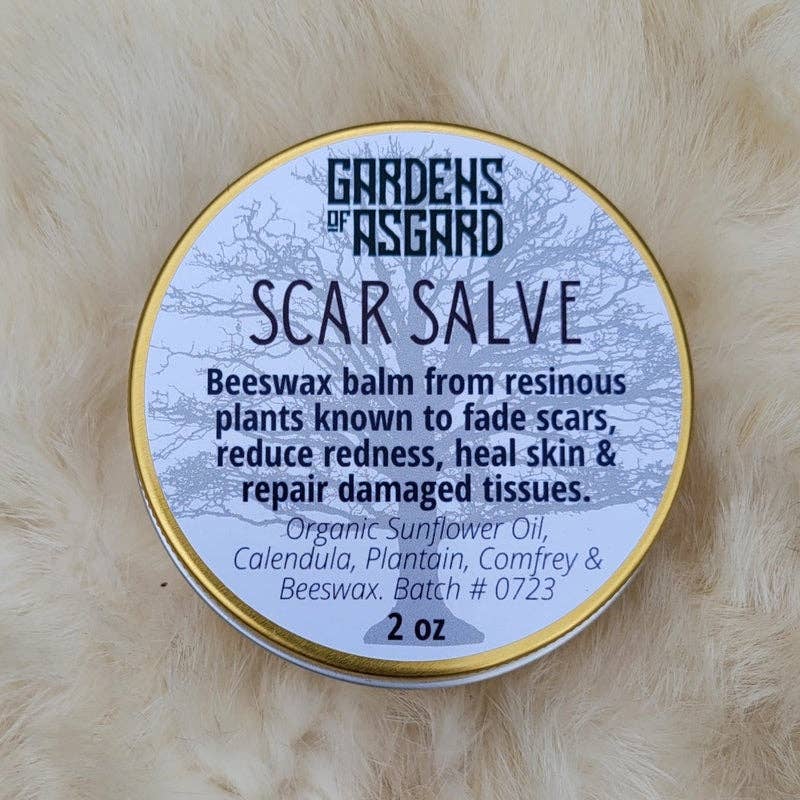 GARDENS
OF ASGARD
SCAR SALVE
Beeswax balm from resinous
plants known to fade scars,
reduce redness, heal skin &
repair damaged tissues.
Organic Sunflower Oil,
Calendula, Plantain, Comfrey &
Beeswax. Batch # 0723
2 oz